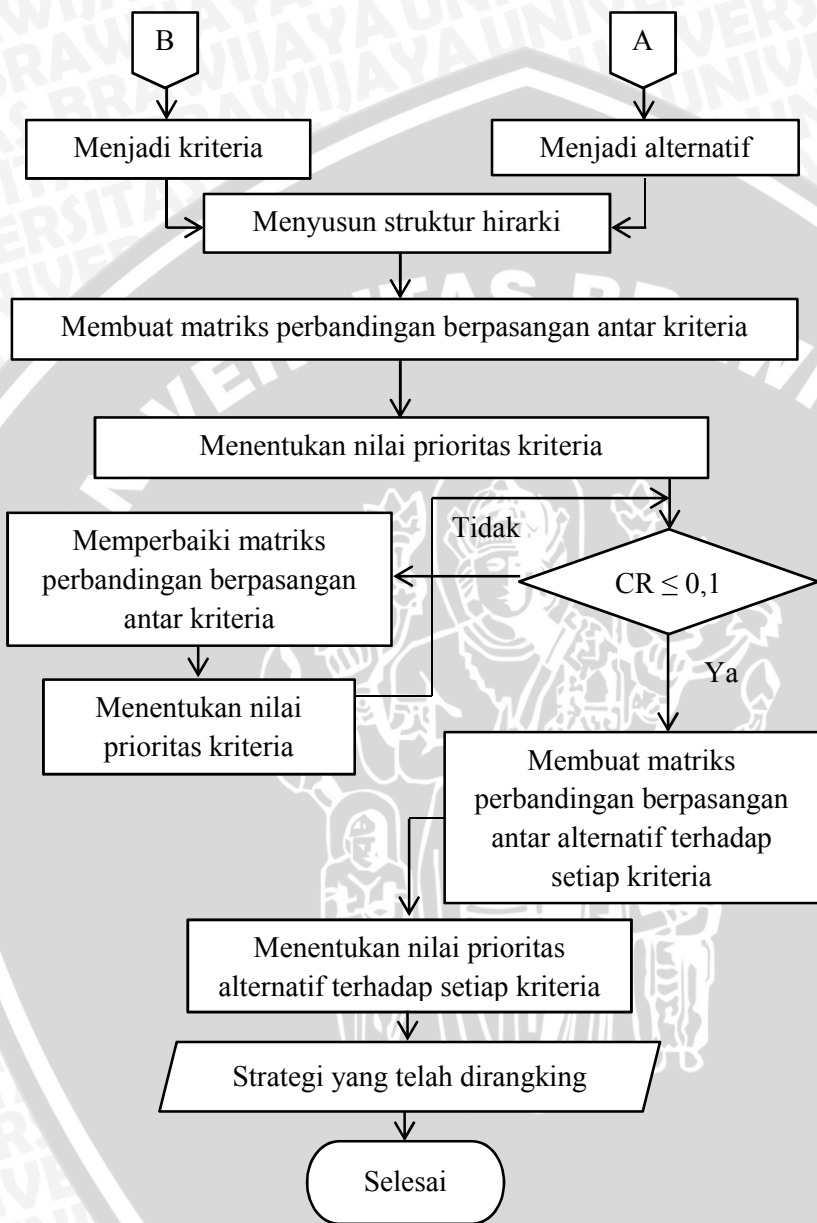 B
A
Menjadi kriteria
Menjadi alternatif
Menyusun struktur hirarki
Membuat matriks perbandingan berpasangan antar kriteria
Menentukan nilai prioritas kriteria
Tidak
Memperbaiki matriks
perbandingan berpasangan
antar kriteria
CR ≤ 0,1
Ya
Menentukan nilai
prioritas kriteria
Membuat matriks
perbandingan berpasangan
antar alternatif terhadap
setiap kriteria
Menentukan nilai prioritas
alternatif terhadap setiap kriteria
Strategi yang telah dirangking
Selesai